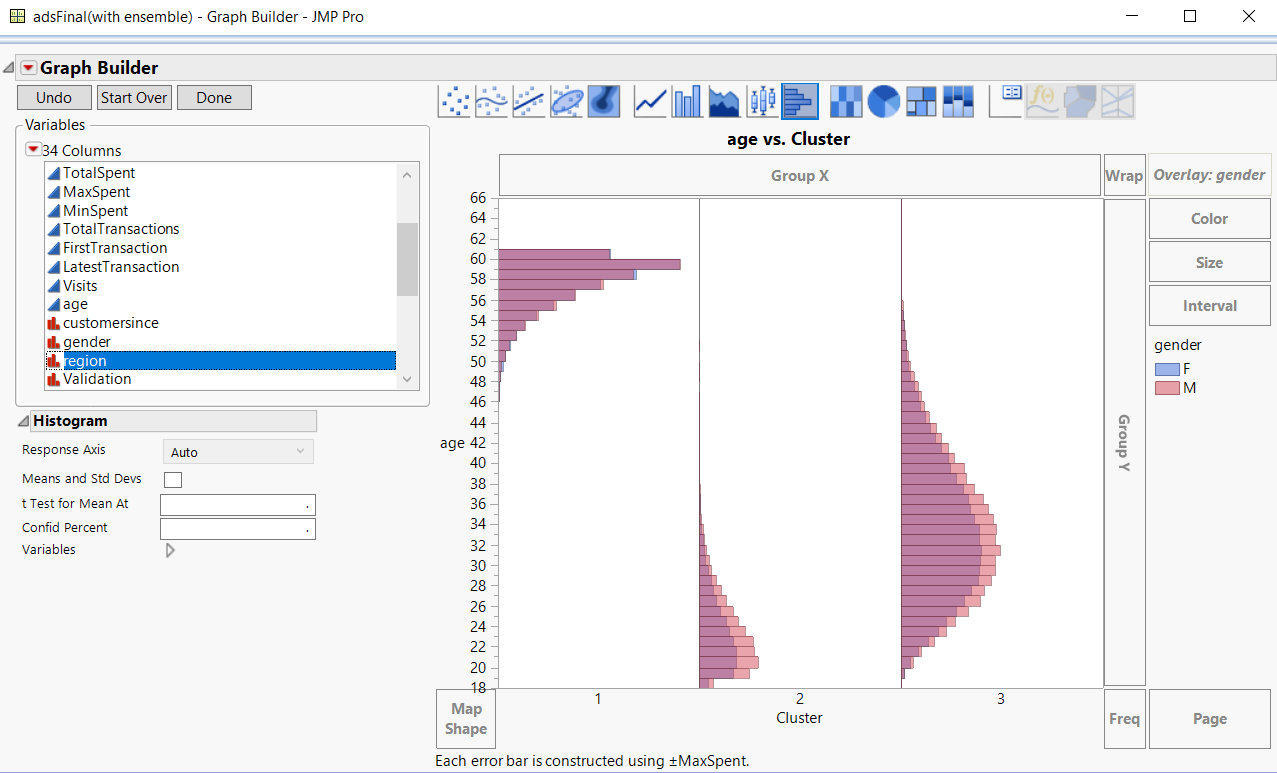 adsFinal(with ensemble) - Graph Builder - JMP Pro
Graph Builder
Undo Start Over Done
Variables
34 Columns
TotalSpent
MaxSpent
MinSpent
TotalTransactions
FirstTransaction
LatestTransaction
Visits
age
customersince
gender
region
Validation
Histogram
Response Axis Auto
Means and Std Devs
t Test for Mean At .
Confid Percent .
Variables
age vs. Cluster
Group X
Wrap
Overlay: gender
Color
Size
Interval
gender
F
M
66
64
62
60
58
56
54
52
50
48
46
44
age 42
40
38
36
34
32
30
28
26
24
22
20
18
Group Y
1 2 3
Cluster
Map
Shape
Freq
Page
Each error bar is constructed using ±MaxSpent.